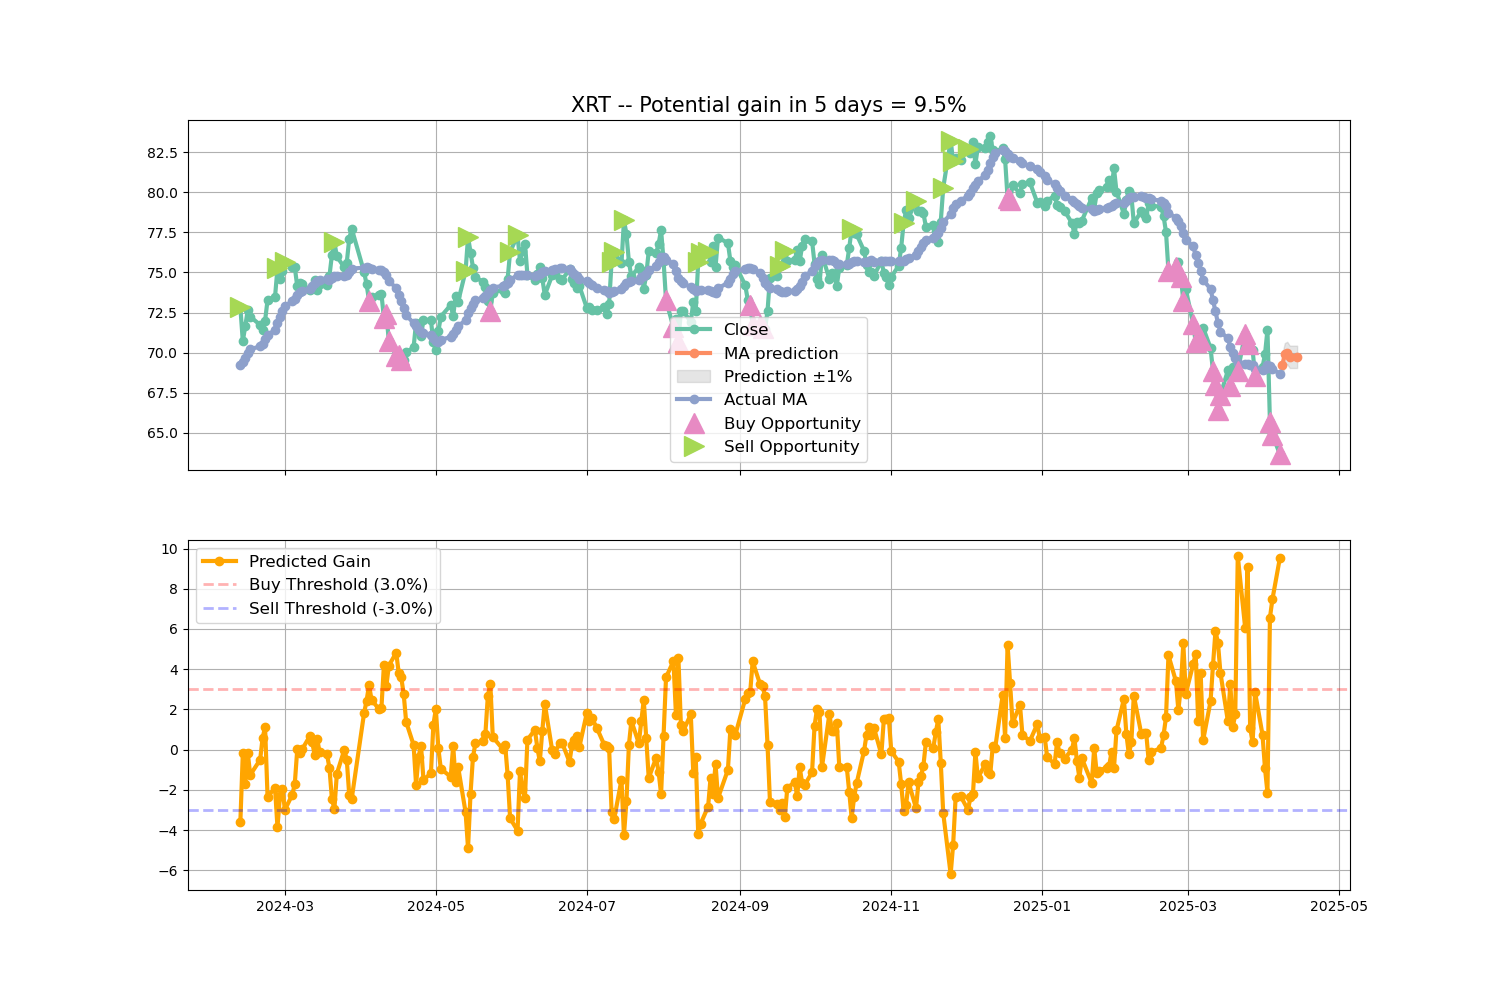 XRT -- Potential gain in 5 days = 9.5%
82.5
80.0
77.5
75.0
72.5
70.0
67.5
65.0
Close
MA prediction
Prediction ±1%
Actual MA
Buy Opportunity
Sell Opportunity
10
8
6
4
2
0
−2
−4
−6
Predicted Gain
Buy Threshold (3.0%)
Sell Threshold (-3.0%)
2024-03 2024-05 2024-07 2024-09 2024-11 2025-01 2025-03 2025-05